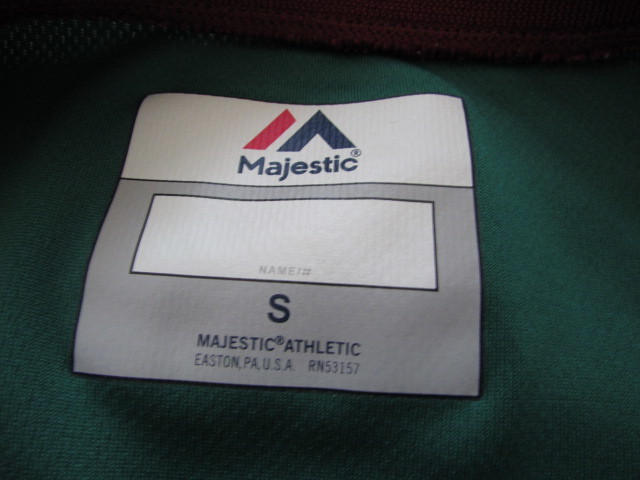 Majestic®
NAME/#
S
MAJESTIC® ATHLETIC
EASTON, PA, U.S.A. RN53157